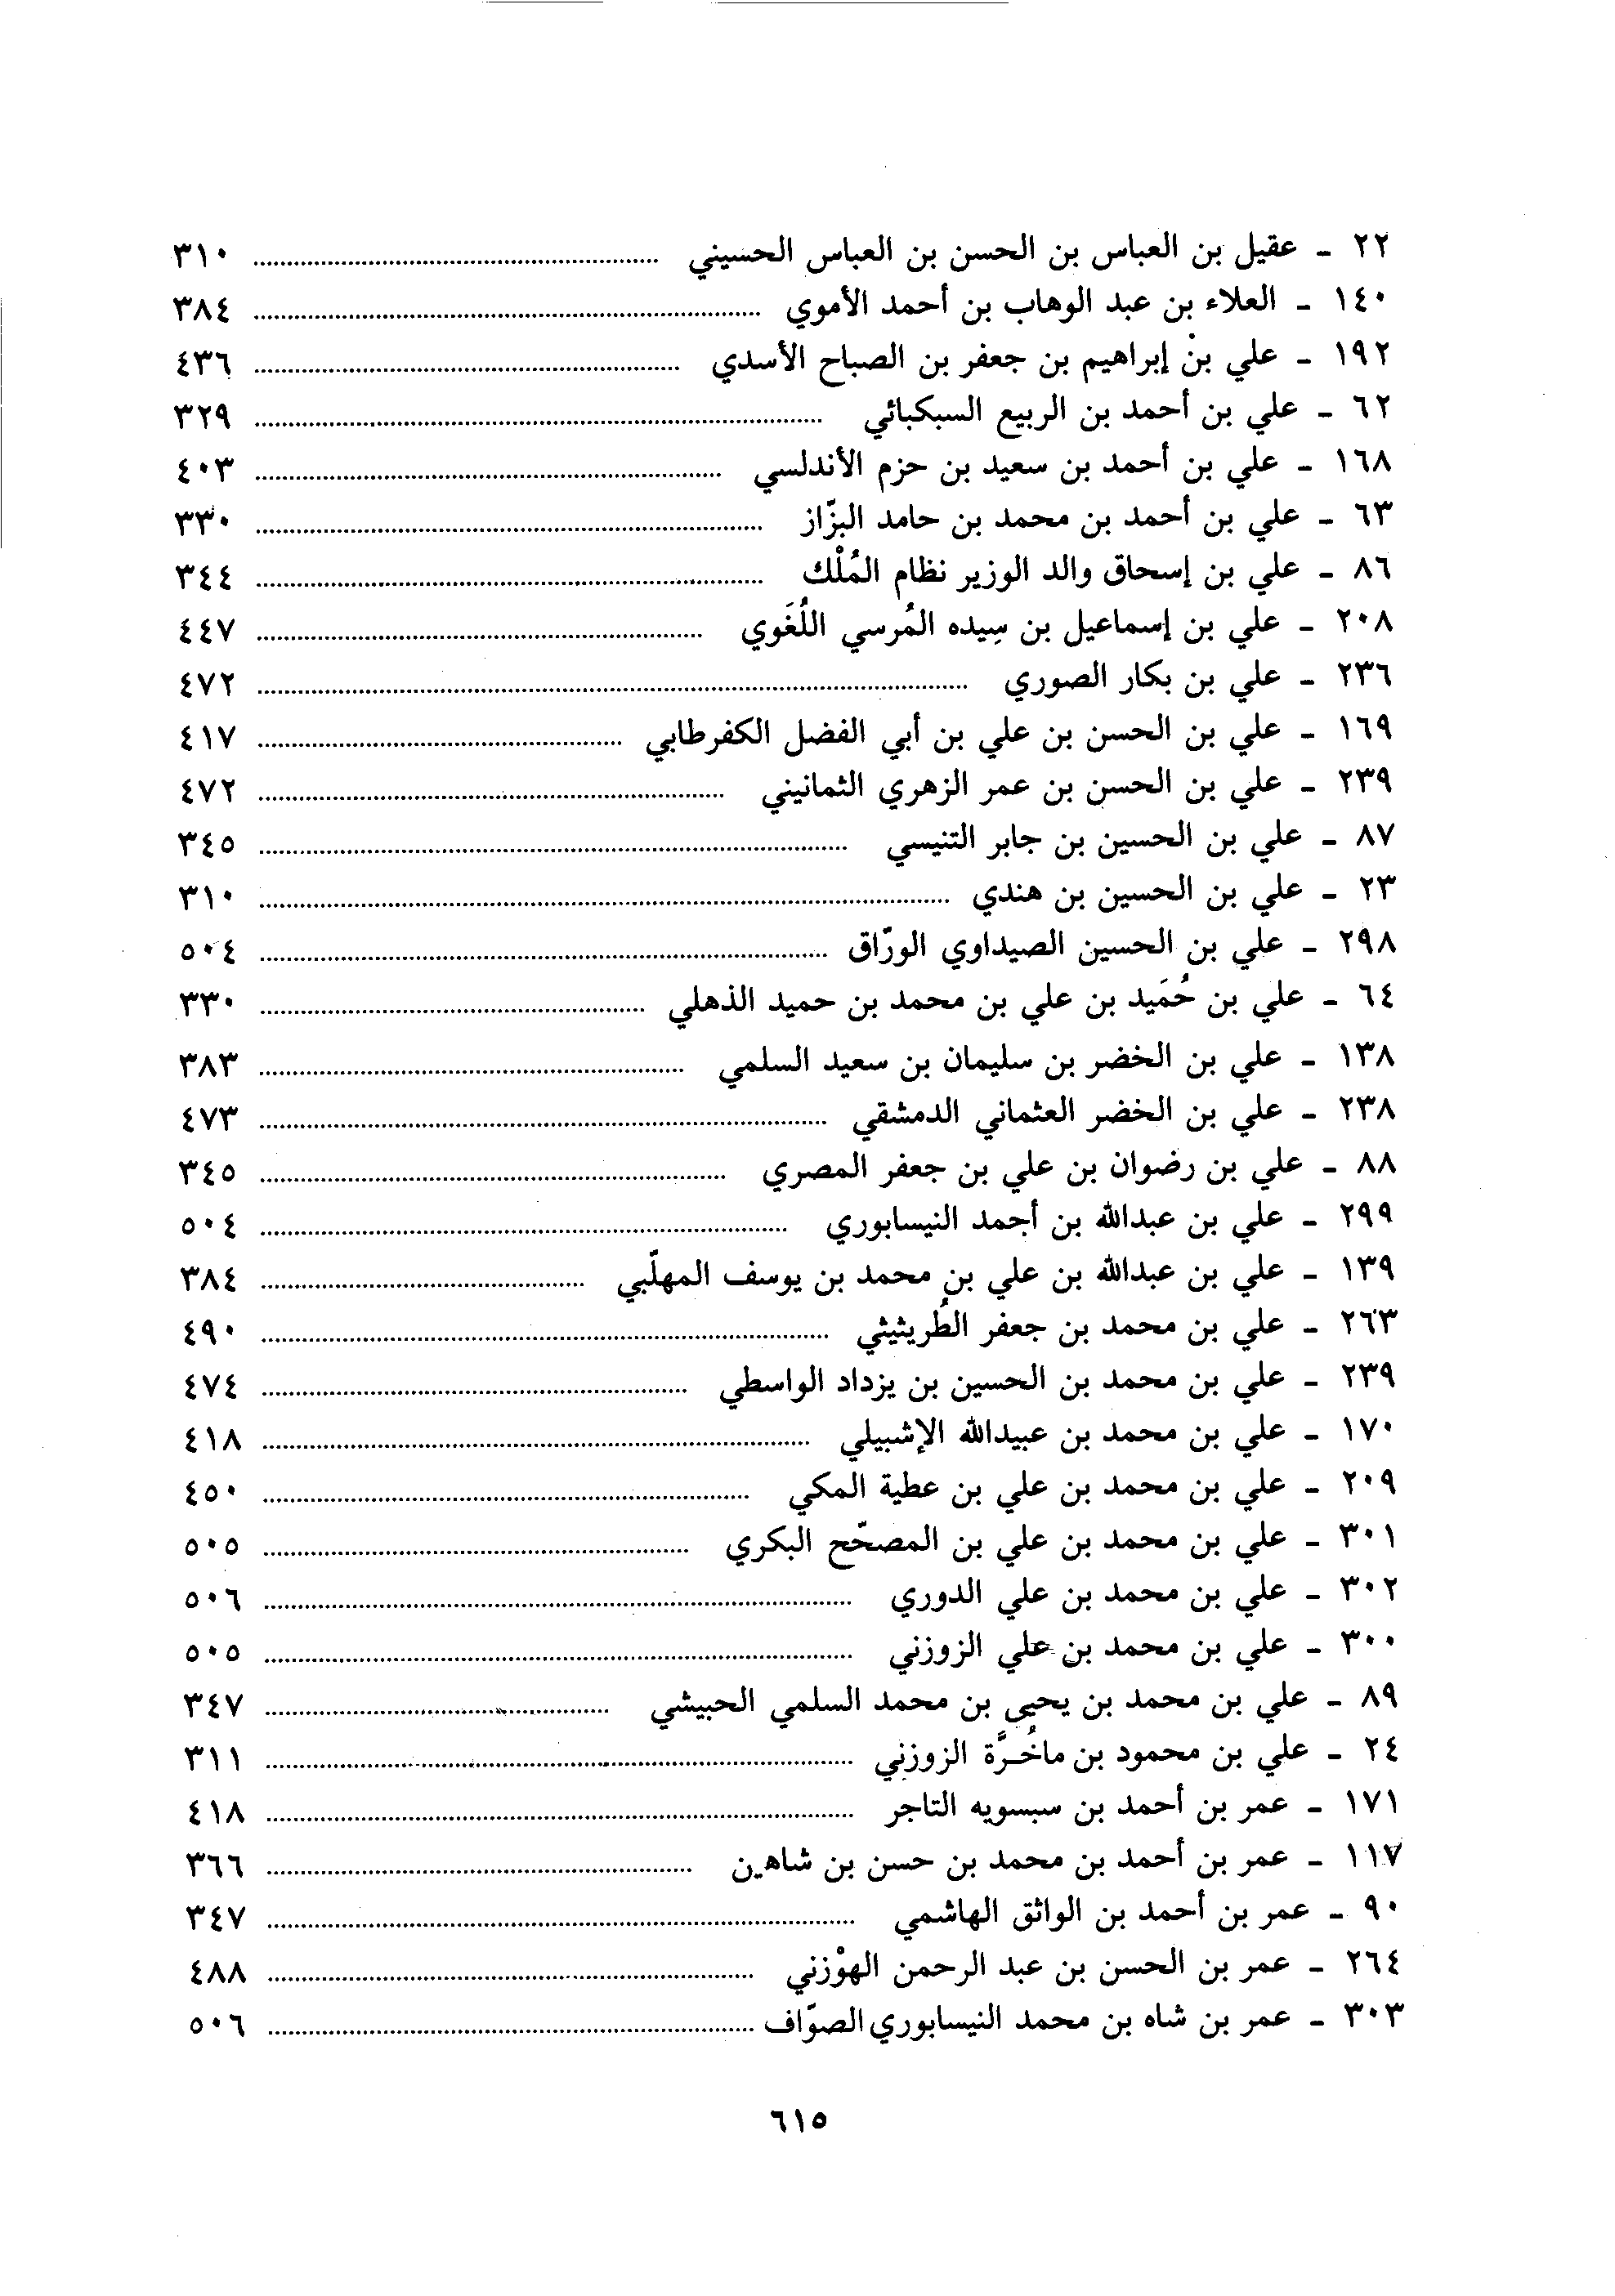 ٢٢ - عقيل بن العباس بن الحسن بن العباس الحسيني ........ ٣١٠
١٤٠ - العلاء بن عبد الوهاب بن أحمد الأموي ........ ٣٨٤
١٩٢ - علي بن إبراهيم بن جعفر بن الصباح الأسدي ........ ٤٣٦
٦٢ - علي بن أحمد بن الربيع السبكبائي ........ ٣٢٩
١٦٨ - علي بن أحمد بن سعيد بن حزم الأندلسي ........ ٤٠٣
٦٣ - علي بن أحمد بن محمد بن حامد البزّاز ........ ٣٣٠
٨٦ - علي بن إسحاق والد الوزير نظام المُلْك ........ ٣٤٤
٢٠٨ - علي بن إسماعيل بن سِيده المُرسي اللُغَوي ........ ٤٤٧
٢٣٦ - علي بن بكار الصوري ........ ٤٧٢
١٦٩ - علي بن الحسن بن علي بن أبي الفضل الكفرطابي ........ ٤١٧
٢٣٩ - علي بن الحسن بن عمر الزهري الثمانيني ........ ٤٧٢
٨٧ - علي بن الحسين بن جابر التنيسي ........ ٣٤٥
٢٣ - علي بن الحسين بن هندي ........ ٣١٠
٢٩٨ - علي بن الحسين الصيداوي الورّاق ........ ٥٠٤
٦٤ - علي بن حُمَيد بن علي بن محمد بن حميد الذهلي ........ ٣٣٠
١٣٨ - علي بن الخضر بن سليمان بن سعيد السلمي ........ ٣٨٣
٢٣٨ - علي بن الخضر العثماني الدمشقي ........ ٤٧٣
٨٨ - علي بن رضوان بن علي بن جعفر المصري ........ ٣٤٥
٢٩٩ - علي بن عبدالله بن أحمد النيسابوري ........ ٥٠٤
١٣٩ - علي بن عبدالله بن علي بن محمد بن يوسف المهلّبي ........ ٣٨٤
٢٦٣ - علي بن محمد بن جعفر الطُريثيثي ........ ٤٩٠
٢٣٩ - علي بن محمد بن الحسين بن يزداد الواسطي ........ ٤٧٤
١٧٠ - علي بن محمد بن عبيدالله الإشبيلي ........ ٤١٨
٢٠٩ - علي بن محمد بن علي بن عطية المكي ........ ٤٥٠
٣٠١ - علي بن محمد بن علي بن المصحّح البكري ........ ٥٠٥
٣٠٢ - علي بن محمد بن علي الدوري ........ ٥٠٦
٣٠٠ - علي بن محمد بن علي الزوزني ........ ٥٠٥
٨٩ - علي بن محمد بن يحيى بن محمد السلمي الحبيشي ........ ٣٤٧
٢٤ - علي بن محمود بن ماخُرَّة الزوزني ........ ٣١١
١٧١ - عمر بن أحمد بن سبسويه التاجر ........ ٤١٨
١١٧ - عمر بن أحمد بن محمد بن حسن بن شاهين ........ ٣٦٦
٩٠ - عمر بن أحمد بن الواثق الهاشمي ........ ٣٤٧
٢٦٤ - عمر بن الحسن بن عبد الرحمن الهوْزني ........ ٤٨٨
٣٠٣ - عمر بن شاه بن محمد النيسابوري الصوّاف ........ ٥٠٦
٦١٥